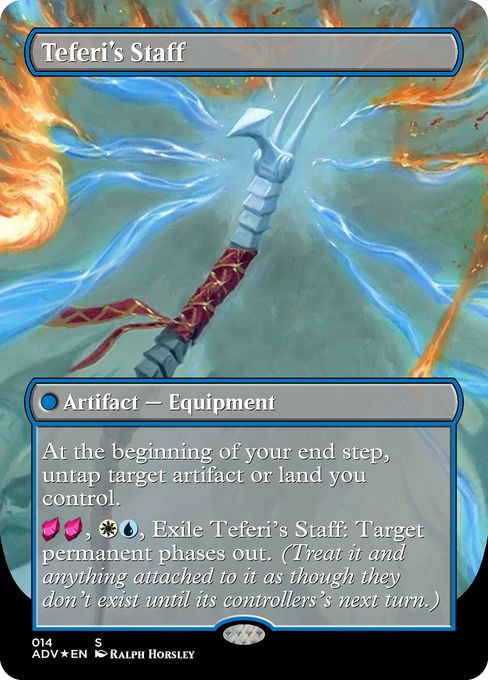 Teferi's Staff
Artifact — Equipment
At the beginning of your end step,
untap target artifact or land you
control.
, , Exile Teferi's Staff: Target
permanent phases out. (Treat it and
anything attached to it as though they
don't exist until its controllers's next turn.)
014 S
ADV★EN RALPH HORSLEY